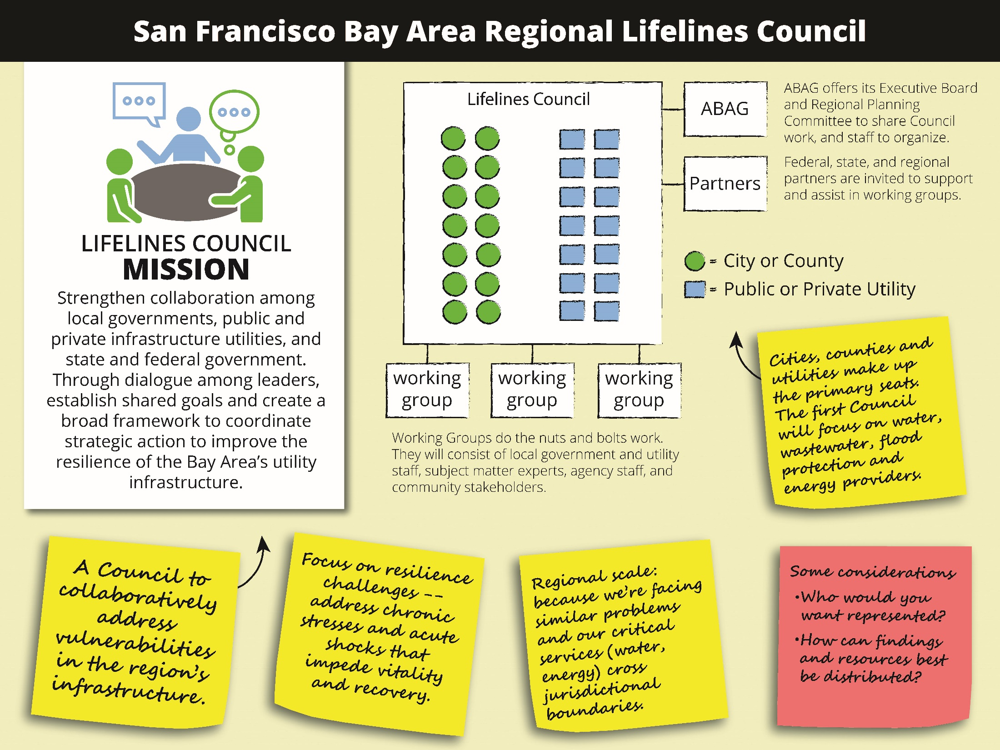 San Francisco Bay Area Regional Lifelines Council
LIFELINES COUNCIL
MISSION
Strengthen collaboration among
local governments, public and
private infrastructure utilities, and
state and federal government.
Through dialogue among leaders,
establish shared goals and create a
broad framework to coordinate
strategic action to improve the
resilience of the Bay Area's utility
infrastructure.
Lifelines Council
ABAG
ABAG offers its Executive Board
and Regional Planning
Committee to share Council
work, and staff to organize.
Partners
Federal, state, and regional
partners are invited to support
and assist in working groups.
= City or County
= Public or Private Utility
working
group
working
group
working
group
Working Groups do the nuts and bolts work.
They will consist of local government and utility
staff, subject matter experts, agency staff, and
community stakeholders.
Cities, counties and
utilities make up
the primary seats.
The first Council
will focus on water,
wastewater, flood
protection and
energy providers.
A Council to
collaboratively
address
vulnerabilities
in the region's
infrastructure.
Focus on resilience
challenges --
address chronic
stresses and acute
shocks that
impede vitality
and recovery.
Regional scale:
because we're facing
similar problems
and our critical
services (water,
energy) cross
jurisdictional
boundaries.
Some considerations
•Who would you
want represented?
•How can findings
and resources best
be distributed?